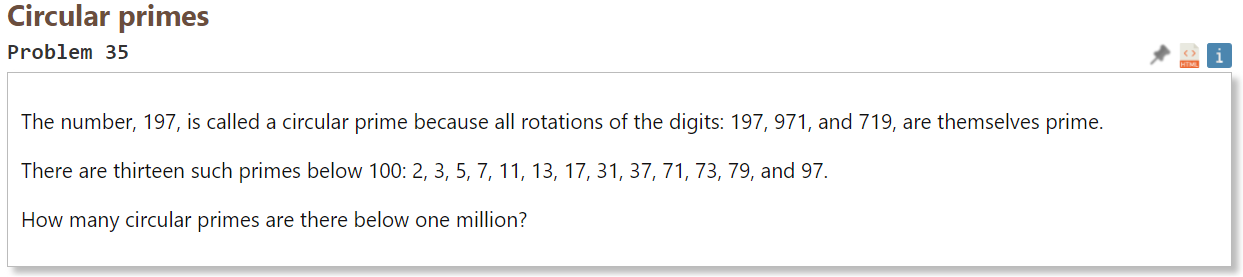 Circular primes
Problem 35
HTML
i
The number, 197, is called a circular prime because all rotations of the digits: 197, 971, and 719, are themselves prime.
There are thirteen such primes below 100: 2, 3, 5, 7, 11, 13, 17, 31, 37, 71, 73, 79, and 97.
How many circular primes are there below one million?